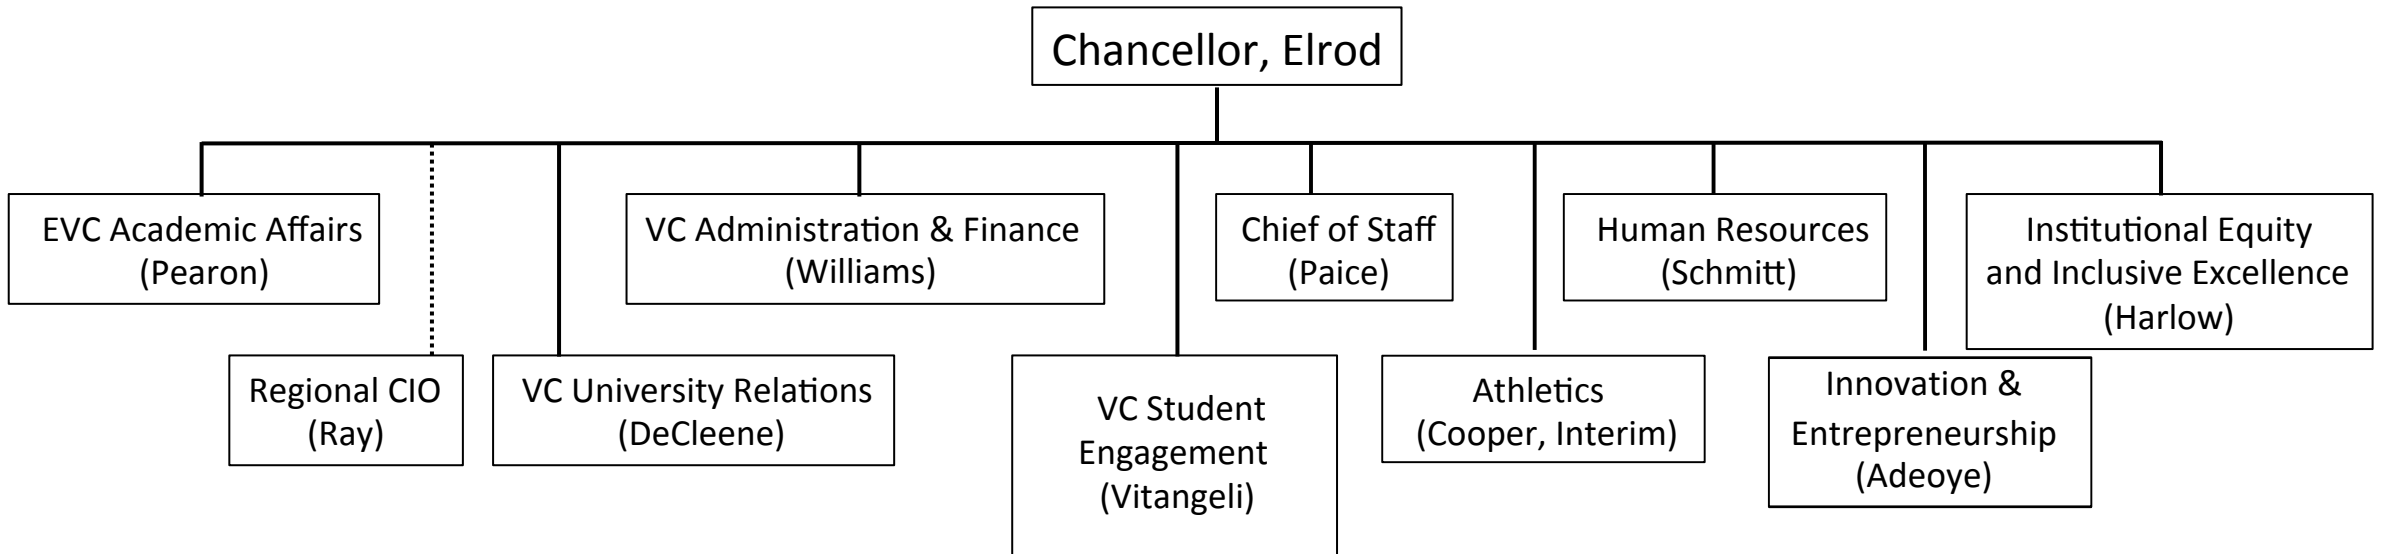 Chancellor, Elrod
EVC Academic Affairs
(Pearon)
VC Administration & Finance
(Williams)
Chief of Staff
(Paice)
Human Resources
(Schmitt)
Institutional Equity
and Inclusive Excellence
(Harlow)
Regional CIO
(Ray)
VC University Relations
(DeCleene)
VC Student
Engagement
(Vitangeli)
Athletics
(Cooper, Interim)
Innovation &
Entrepreneurship
(Adeoye)